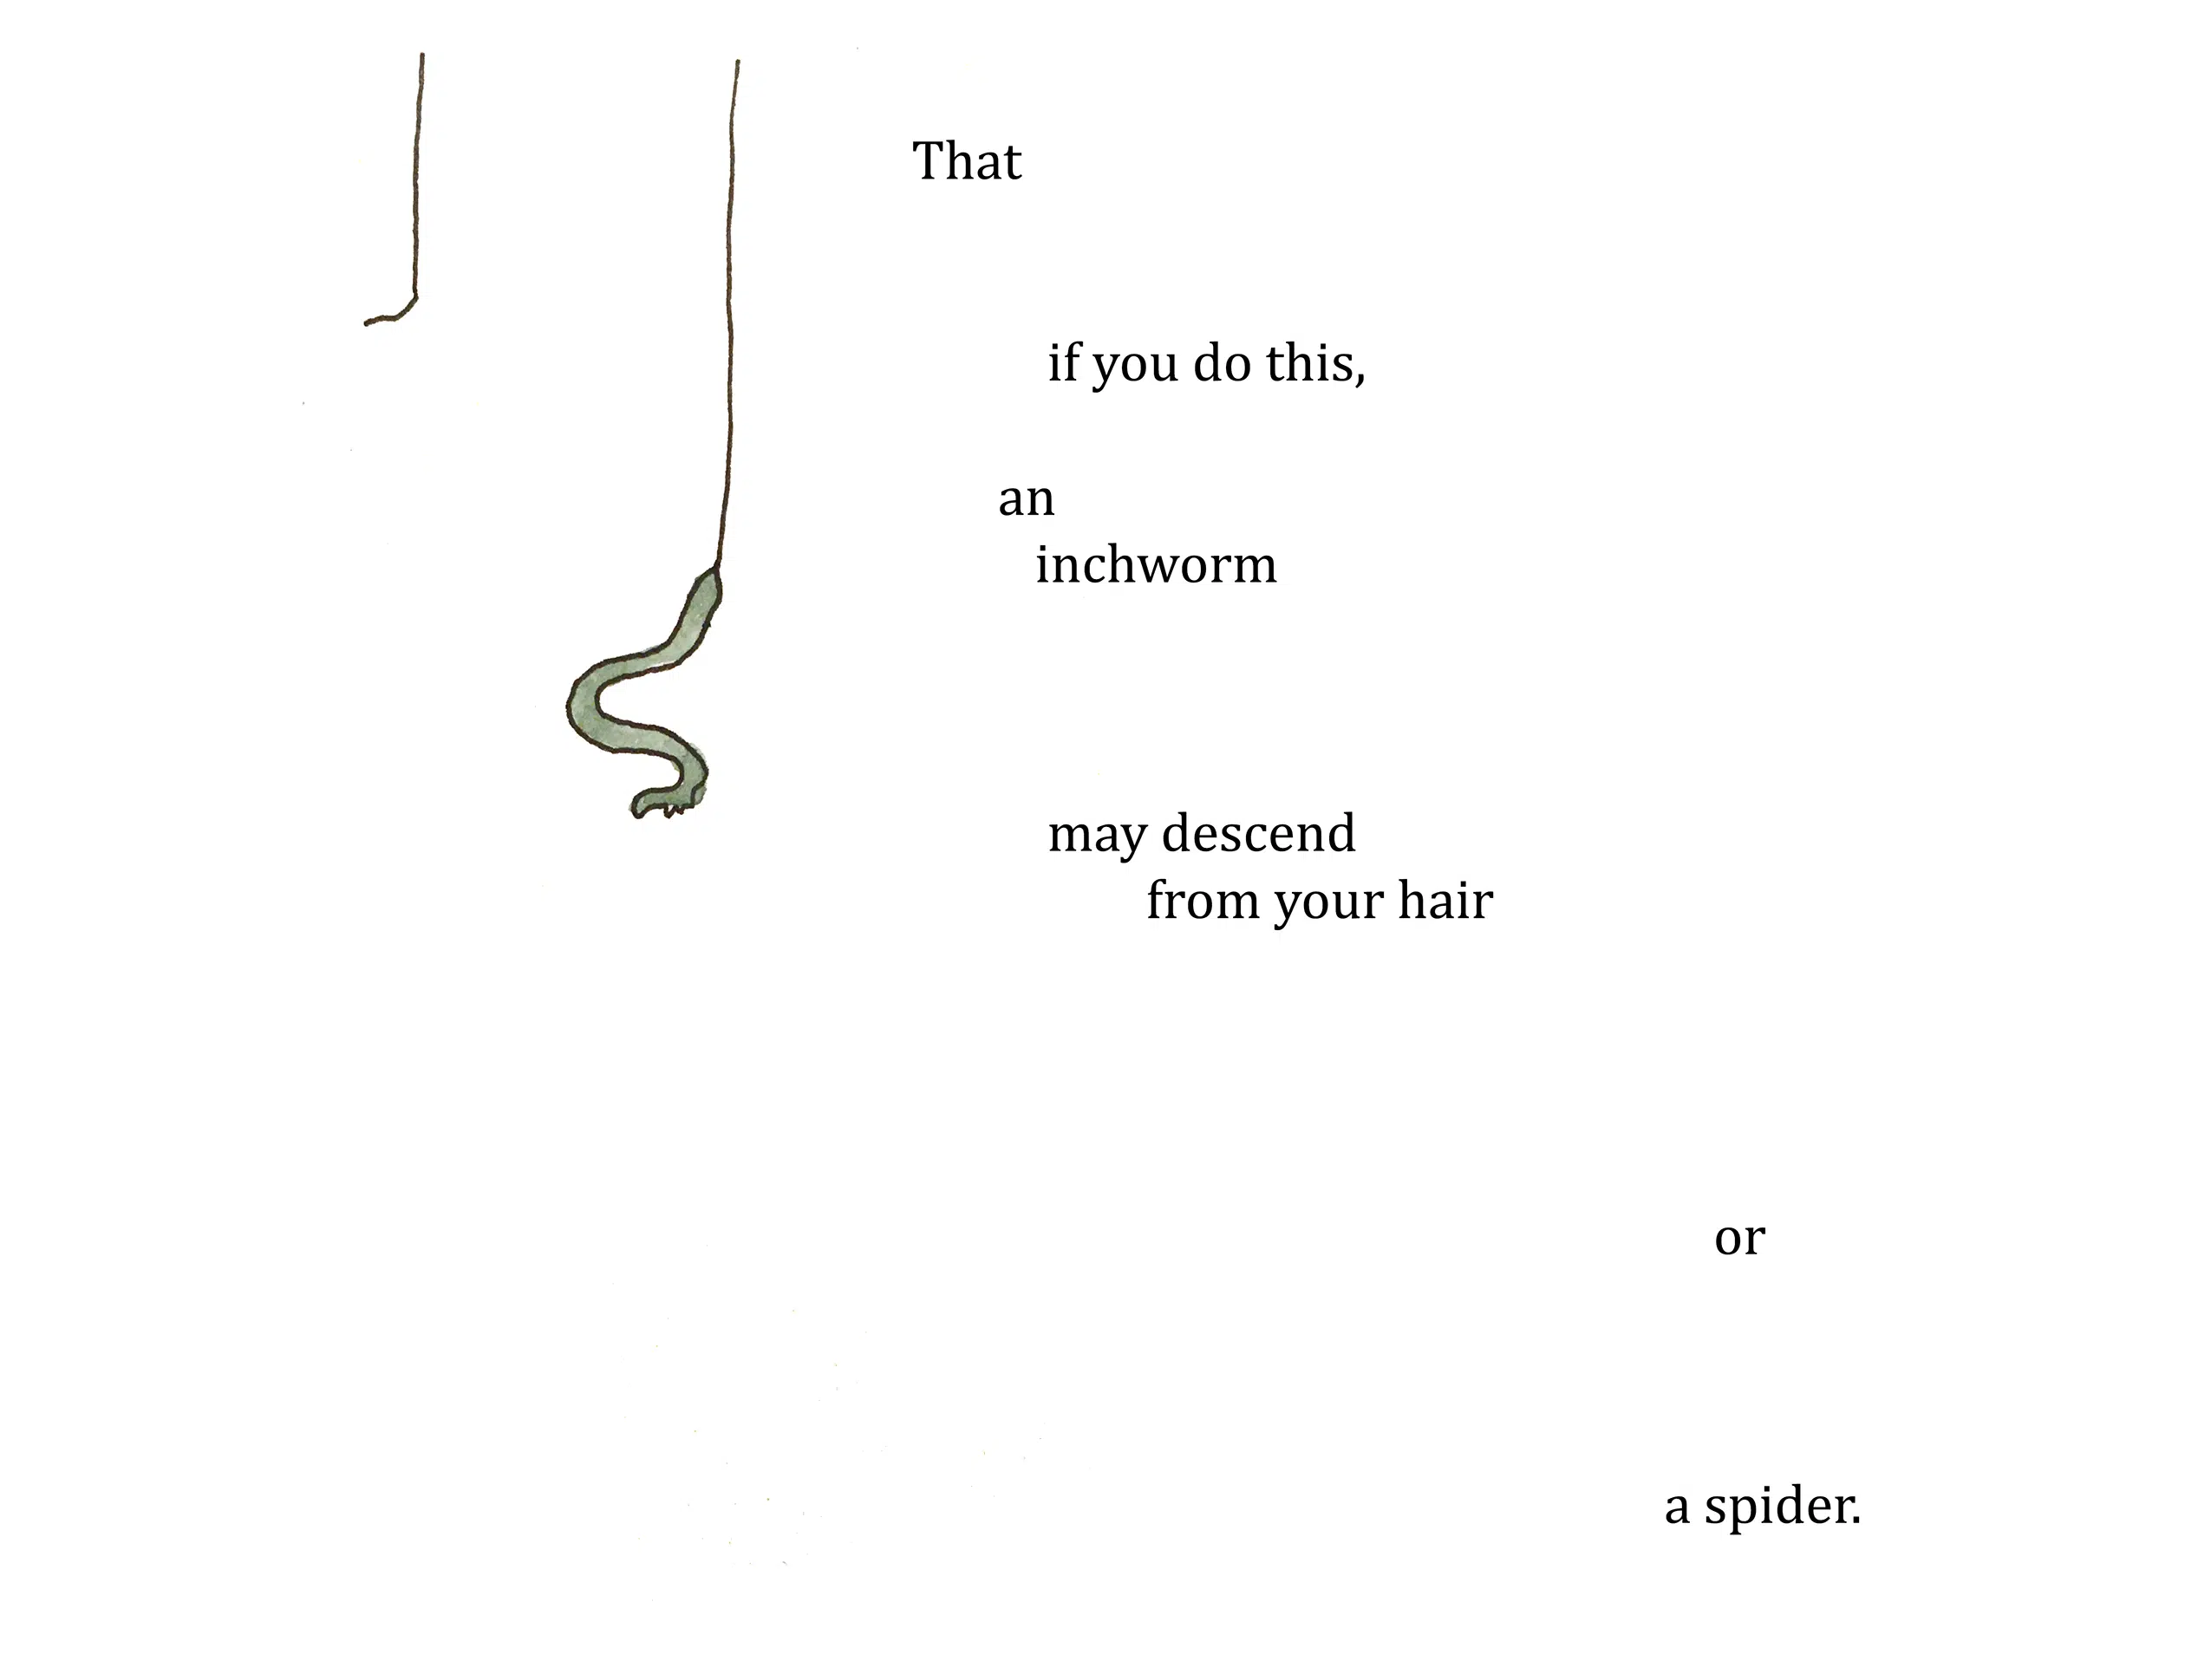 That
if you do this,
an
inchworm
may descend
from your hair
or
a spider.